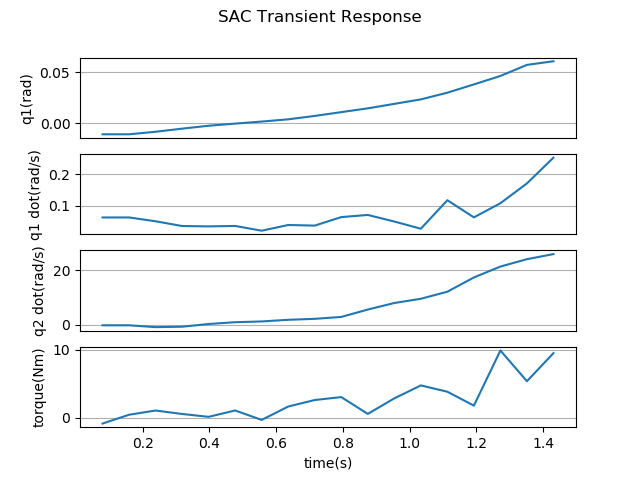 SAC Transient Response
q1(rad)
0.05
0.00
q1 dot(rad/s)
0.2
0.1
q2 dot(rad/s)
20
0
torque(Nm)
10
0
0.2 0.4 0.6 0.8 1.0 1.2 1.4
time(s)